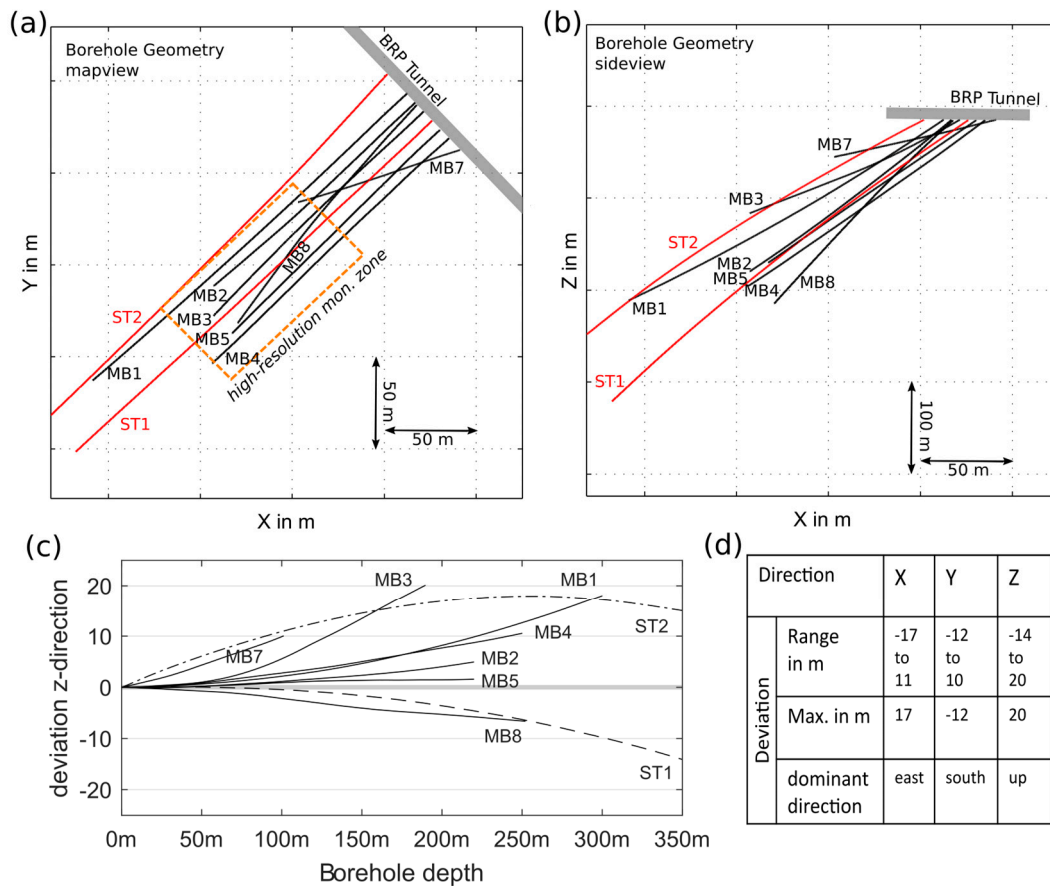 (a)
Borehole Geometry
mapview
BRP Tunnel
MB7
MB8
MB2
MB3
MB5
MB4
ST2
MB1
ST1
high-resolution mon. zone
50 m
50 m
Y in m
X in m
(b)
Borehole Geometry
sideview
BRP Tunnel
MB7
MB3
ST2
MB2
MB5
MB4
MB8
MB1
ST1
100 m
50 m
Z in m
X in m
(c)
deviation z-direction
20
10
0
-10
-20
MB3
MB1
ST2
MB4
MB7
MB2
MB5
MB8
ST1
0m 50m 100m 150m 200m 250m 300m 350m
Borehole depth
(d)
Direction X Y Z
Deviation
Range
in m
-17
to
11
-12
to
10
-14
to
20
Max. in m 17 -12 20
dominant
direction
east south up